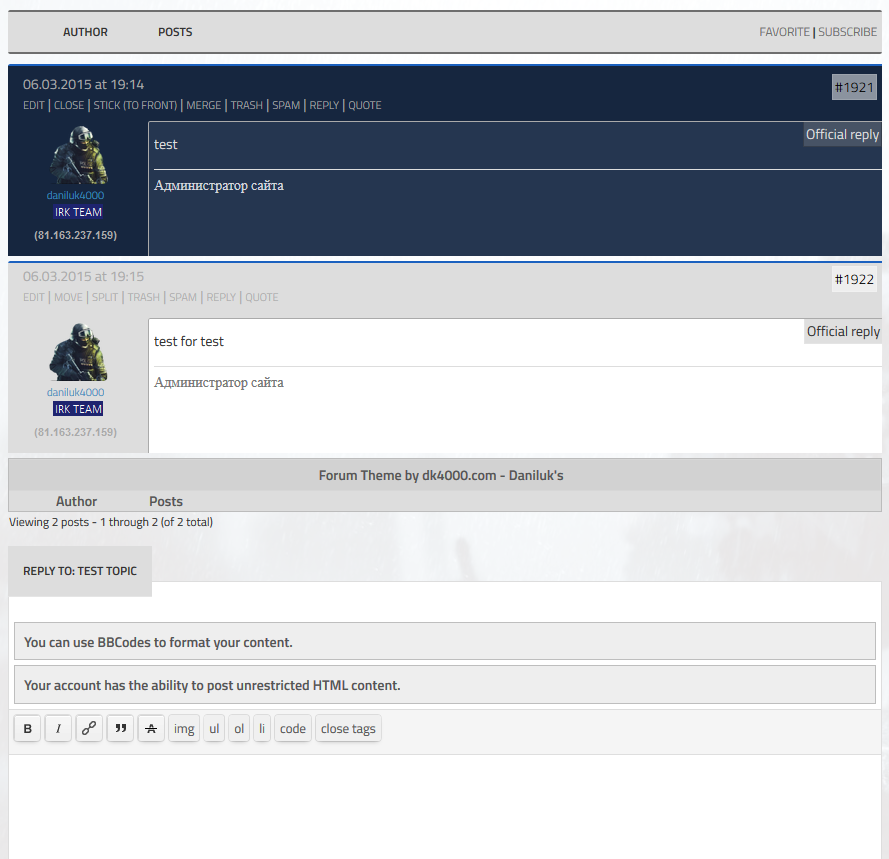 AUTHOR POSTS FAVORITE | SUBSCRIBE
06.03.2015 at 19:14 #1921
EDIT | CLOSE | STICK (TO FRONT) | MERGE | TRASH | SPAM | REPLY | QUOTE
test Official reply
Администратор сайта
daniluk4000
IRK TEAM
(81.163.237.159)
06.03.2015 at 19:15 #1922
EDIT | MOVE | SPLIT | TRASH | SPAM | REPLY | QUOTE
test for test Official reply
Администратор сайта
daniluk4000
IRK TEAM
(81.163.237.159)
Forum Theme by dk4000.com - Daniluk's
Author Posts
Viewing 2 posts - 1 through 2 (of 2 total)
REPLY TO: TEST TOPIC
You can use BBCodes to format your content.
Your account has the ability to post unrestricted HTML content.
B I img ul ol li code close tags